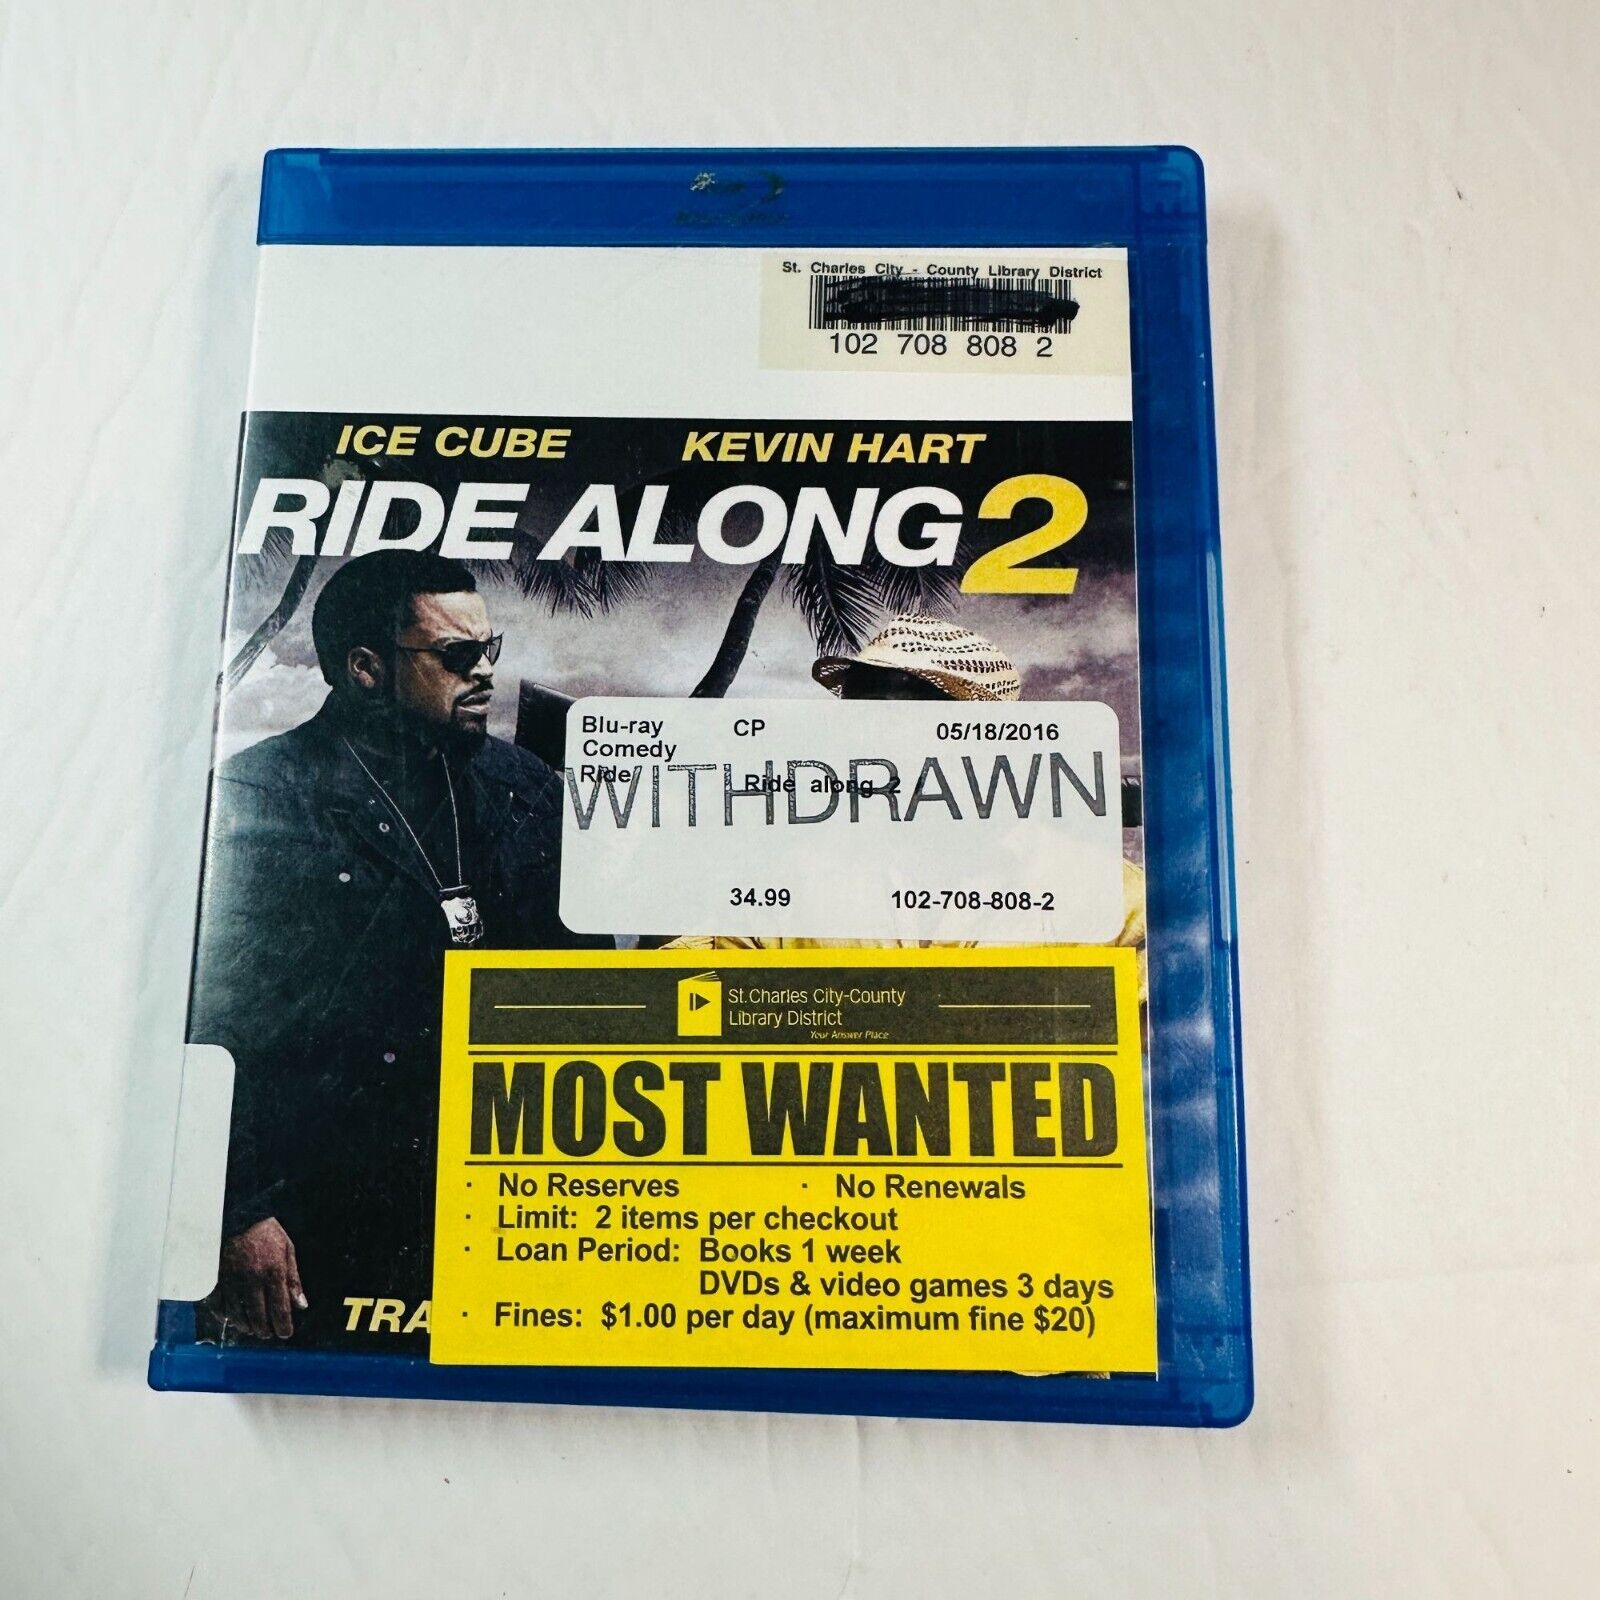 St. Charles City - County Library District
102 708 808 2
ICE CUBE KEVIN HART
RIDE ALONG 2
Blu-ray CP 05/18/2016
Comedy
Ride Ride along 2 /
WITHDRAWN
34.99 102-708-808-2
St. Charles City-County
Library District
Your Answer Place
MOST WANTED
· No Reserves · No Renewals
· Limit: 2 items per checkout
· Loan Period: Books 1 week
DVDs & video games 3 days
· Fines: $1.00 per day (maximum fine $20)
TRA